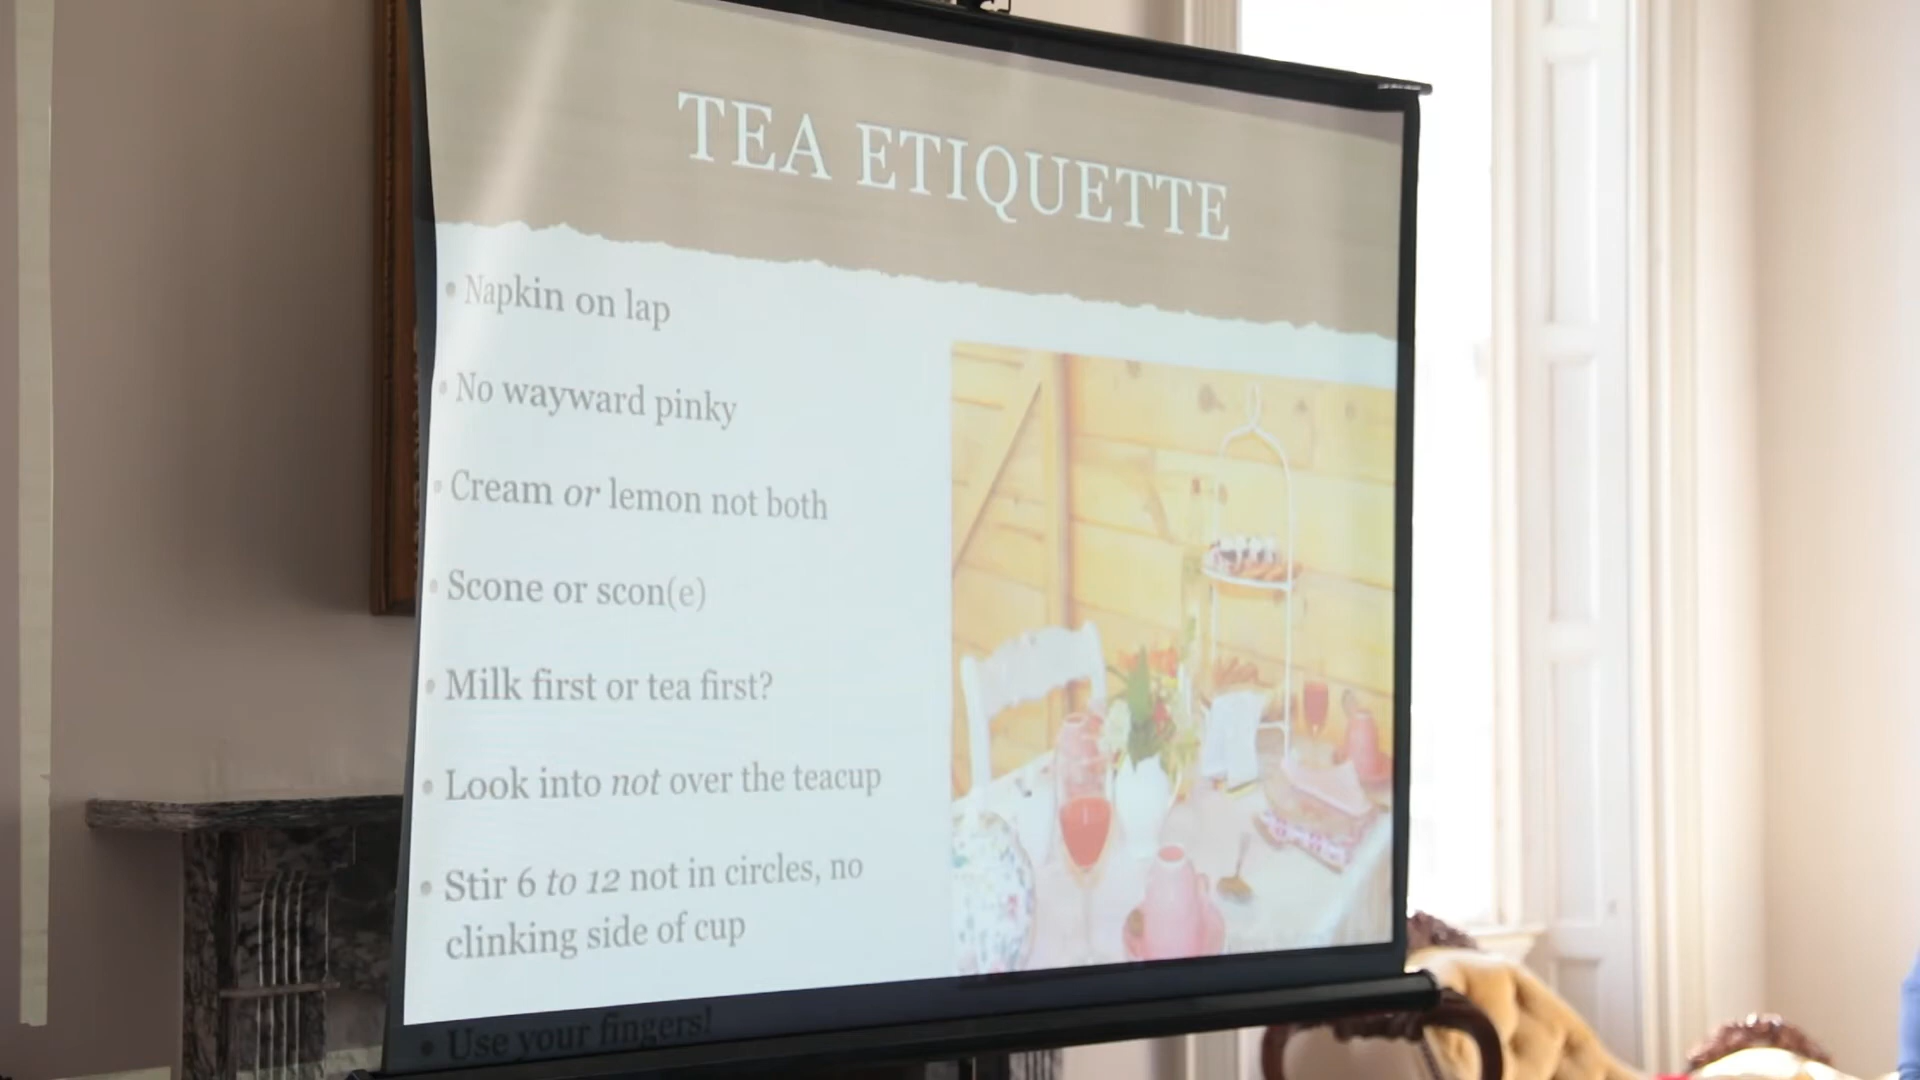 TEA ETIQUETTE
• Napkin on lap
• No wayward pinky
• Cream or lemon not both
• Scone or scon(e)
• Milk first or tea first?
• Look into not over the teacup
• Stir 6 to 12 not in circles, no
clinking side of cup
• Use your fingers!